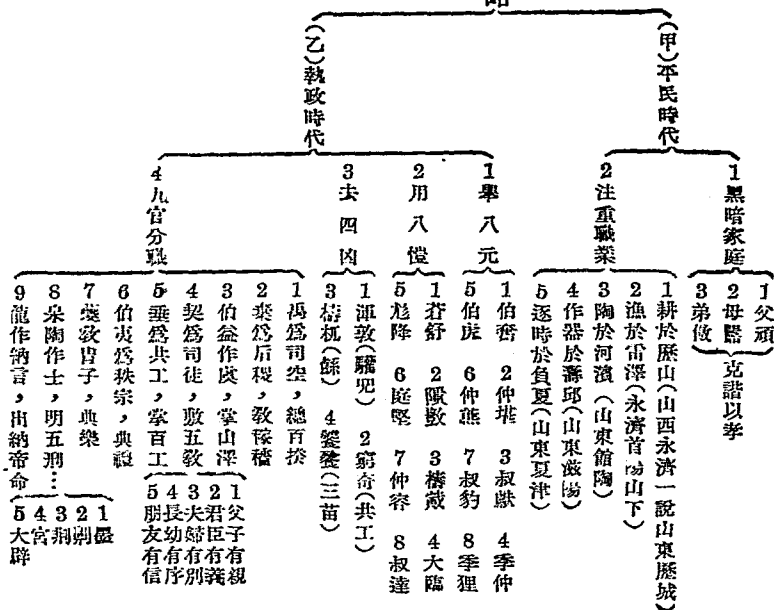 略
(甲)平民時代
1黑暗家庭
1父頑
2母嚚
3弟傲
克諧以孝
2注重職業
1耕於歷山(山西永濟一說山東歷城)
2漁於雷澤(永濟首陽山下)
3陶於河濱(山東館陶)
4作器於壽邱(山東滋陽)
5逐時於負夏(山東夏津)
(乙)執政時代
1舉八元
1伯奮 2仲堪 3叔獻 4季仲
5伯虎 6仲熊 7叔豹 8季狸
2用八愷
1蒼舒 2隤敳 3檮戭 4大臨
5尨降 6庭堅 7仲容 8叔達
3去四凶
1渾敦(驩兜) 2窮奇(共工)
3檮杌(鯀) 4饕餮(三苗)
4九官分職
1禹爲司空,總百揆
2棄爲后稷,敎稼穡
3伯益作虞,掌山澤
4契爲司徒,敷五敎
1父子有親
2君臣有義
3夫婦有別
4長幼有序
5朋友有信
5垂爲共工,掌百工
6伯夷爲秩宗,典禮
7夔敎胄子,典樂
8皋陶作士,明五刑…
1墨
2劓
3剕
4宮
5大辟
9龍作納言,出納帝命